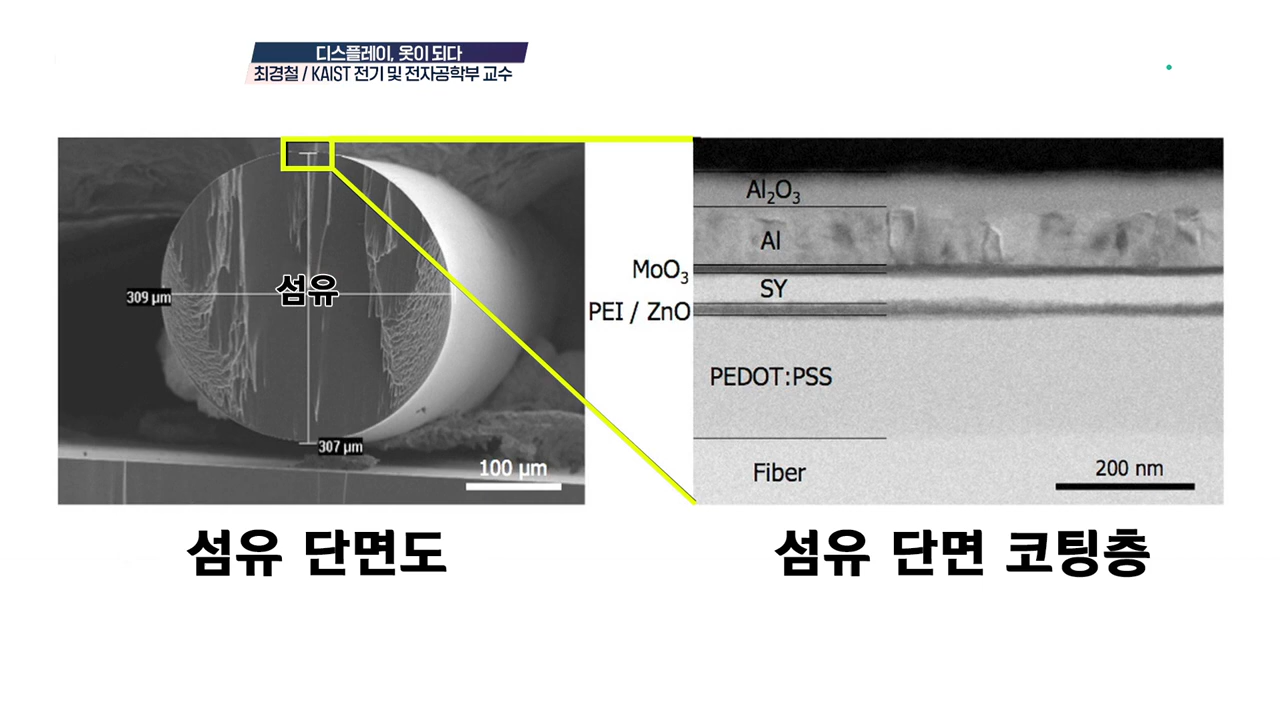 디스플레이, 옷이 되다
최경철 / KAIST 전기 및 전자공학부 교수
섬유
309 µm
307 µm
100 µm
섬유 단면도
Al₂O₃
Al
MoO₃
SY
PEI / ZnO
PEDOT:PSS
Fiber
200 nm
섬유 단면 코팅층